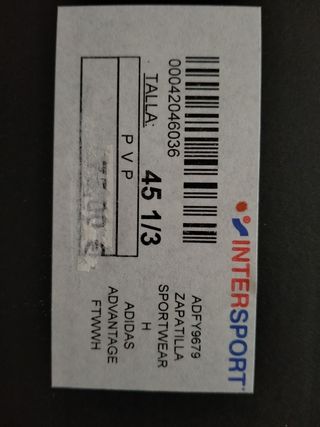 INTERSPORT
00042046036
TALLA: 45 1/3
P V P
ADFY9679
ZAPATILLA
SPORTWEAR
H
ADIDAS
ADVANTAGE
FTWWH